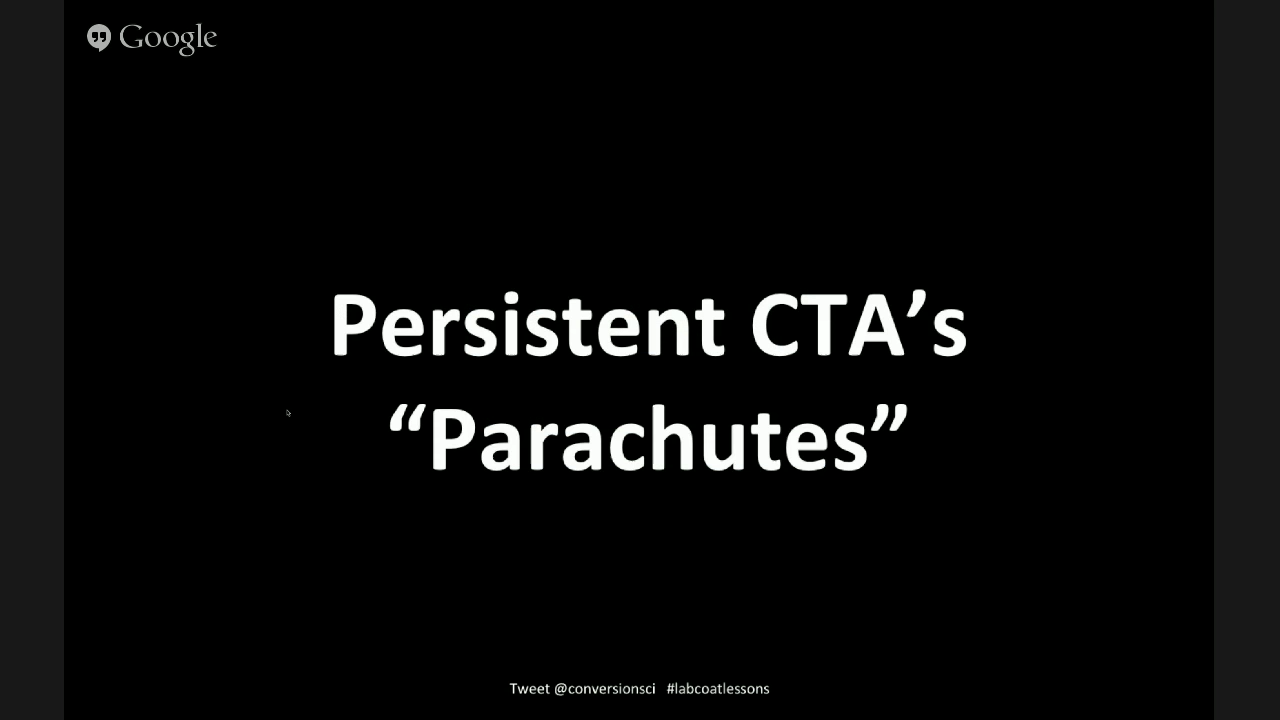 Google
Persistent CTA’s
“Parachutes”
Tweet @conversionsci #labcoatlessons